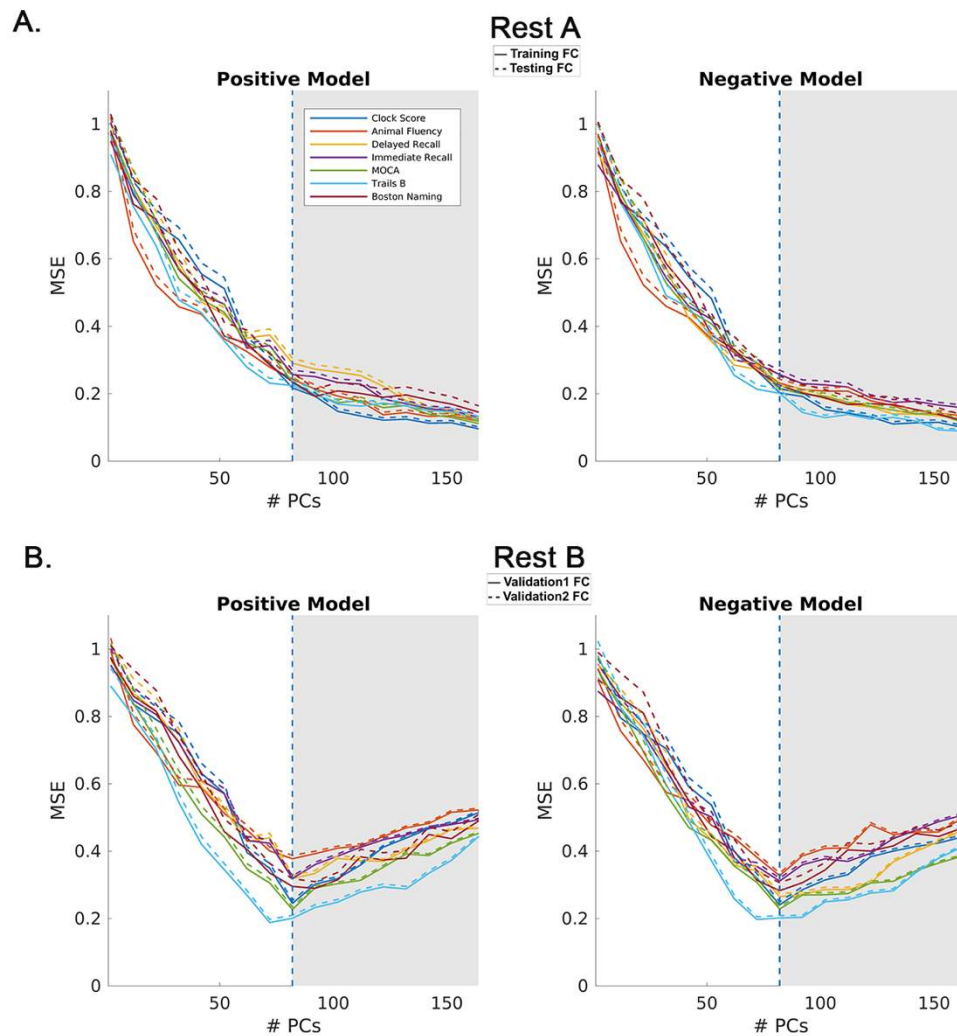 A.
Rest A
Training FC
Testing FC
Positive Model
Negative Model
Clock Score
Animal Fluency
Delayed Recall
Immediate Recall
MOCA
Trails B
Boston Naming
MSE
1
0.8
0.6
0.4
0.2
0
50
100
150
# PCs
MSE
1
0.8
0.6
0.4
0.2
0
50
100
150
# PCs
B.
Rest B
Validation1 FC
Validation2 FC
Positive Model
Negative Model
MSE
1
0.8
0.6
0.4
0.2
0
50
100
150
# PCs
MSE
1
0.8
0.6
0.4
0.2
0
50
100
150
# PCs